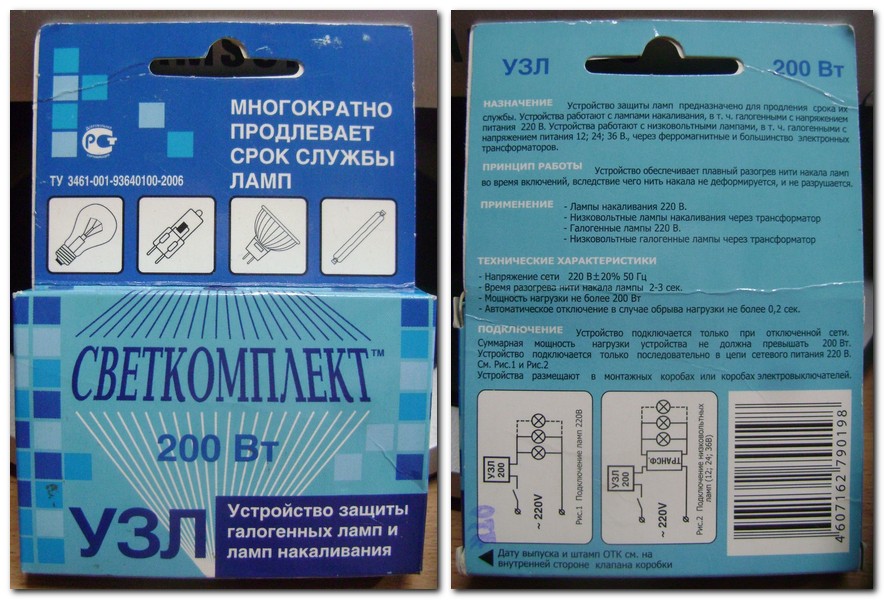 МНОГОКРАТНО
ПРОДЛЕВАЕТ
СРОК СЛУЖБЫ
ЛАМП
РСТ
ТУ 3461-001-93640100-2006
СВЕТКОМПЛЕКТ™
200 Вт
УЗЛ
Устройство защиты
галогенных ламп и
ламп накаливания
УЗЛ 200 Вт
НАЗНАЧЕНИЕ Устройство защиты ламп предназначено для продления срока их
службы. Устройства работают с лампами накаливания, в т. ч. галогенными с напряжением
питания 220 В. Устройства работают с низковольтными лампами, в т. ч. галогенными с
напряжением питания 12; 24; 36 В., через ферромагнитные и большинство электронных
трансформаторов.
ПРИНЦИП РАБОТЫ Устройство обеспечивает плавный разогрев нити накала ламп
во время включений, вследствие чего нить накала не деформируется, и не разрушается.
ПРИМЕНЕНИЕ - Лампы накаливания 220 В.
- Низковольтные лампы накаливания через трансформатор
- Галогенные лампы 220 В.
- Низковольтные галогенные лампы через трансформатор
ТЕХНИЧЕСКИЕ ХАРАКТЕРИСТИКИ
- Напряжение сети 220 В±20% 50 Гц
- Время разогрева нити накала лампы 2-3 сек.
- Мощность нагрузки не более 200 Вт
- Автоматическое отключение в случае обрыва нагрузки не более 0,2 сек.
ПОДКЛЮЧЕНИЕ Устройство подключается только при отключенной сети.
Суммарная мощность нагрузки устройства не должна превышать 200 Вт.
Устройство подключается только последовательно в цепи сетевого питания 220 В.
См. Рис.1 и Рис.2
Устройства размещают в монтажных коробах или коробах электровыключателей.
УЗЛ
200
~ 220V
Рис.1 Подключение ламп 220В
УЗЛ
200
ТРАНСФ
~ 220V
Рис.2 Подключение низковольтных
ламп (12; 24; 36В)
4607162790198
Дату выпуска и штамп ОТК см. на
внутренней стороне клапана коробки